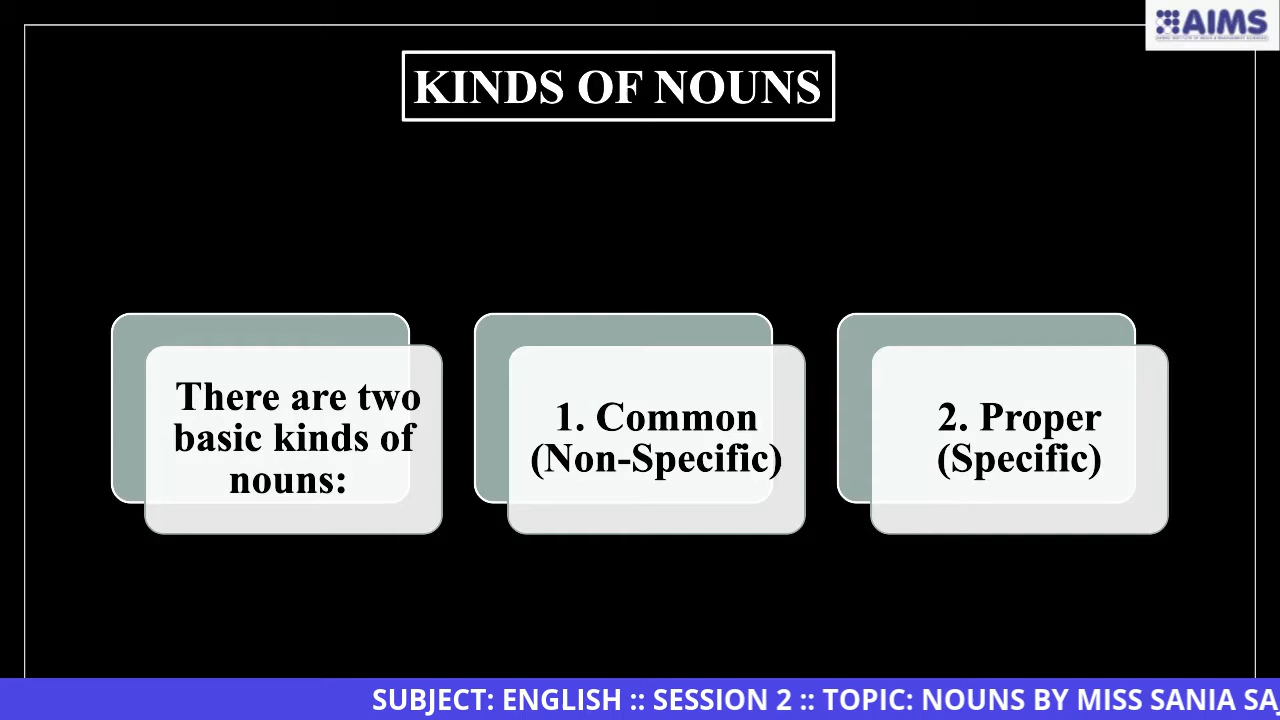 AIMS
KINDS OF NOUNS
There are two
basic kinds of
nouns:
1. Common
(Non-Specific)
2. Proper
(Specific)
SUBJECT: ENGLISH :: SESSION 2 :: TOPIC: NOUNS BY MISS SANIA